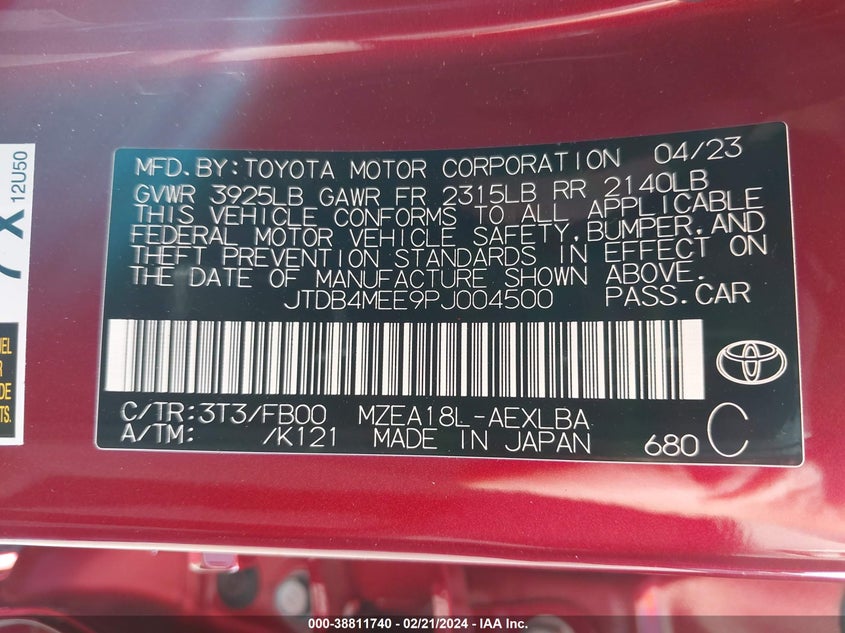 MFD.BY:TOYOTA MOTOR CORPORATION 04/23
GVWR 3925LB GAWR FR 2315LB RR 2140LB
THIS VEHICLE CONFORMS TO ALL APPLICABLE
FEDERAL MOTOR VEHICLE SAFETY,BUMPER,AND
THEFT PREVENTION STANDARDS IN EFFECT ON
THE DATE OF MANUFACTURE SHOWN ABOVE.
JTDB4MEE9PJ004500 PASS.CAR
C/TR:3T3/FB00 MZEA18L-AEXLBA
A/TM: /K121 MADE IN JAPAN 680 C
X
12U50
TS.
000-38811740 - 02/21/2024 - IAA Inc.